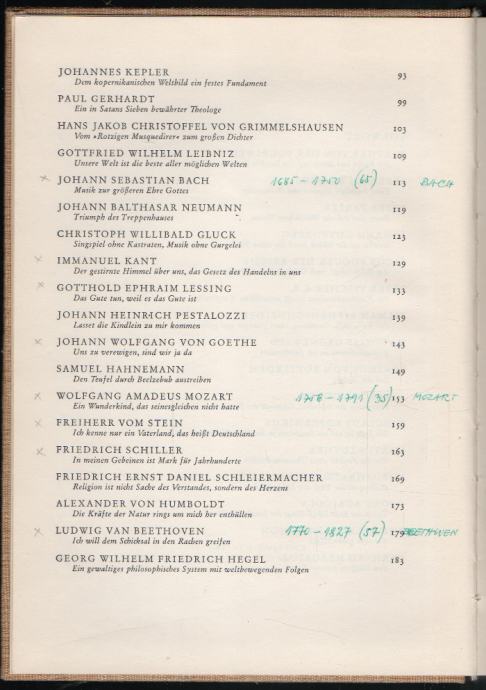 JOHANNES KEPLER 93
Dem kopernikanischen Weltbild ein festes Fundament
PAUL GERHARDT 99
Ein in Satans Sieben bewährter Theologe
HANS JAKOB CHRISTOFFEL VON GRIMMELSHAUSEN 103
Vom »Rotzigen Musquedirer« zum großen Dichter
GOTTFRIED WILHELM LEIBNIZ 109
Unsere Welt ist die beste aller möglichen Welten
× JOHANN SEBASTIAN BACH 1685-1750 (65) 113 BACH
Musik zur größeren Ehre Gottes
JOHANN BALTHASAR NEUMANN 119
Triumph des Treppenhauses
CHRISTOPH WILLIBALD GLUCK 123
Singspiel ohne Kastraten, Musik ohne Gurgelei
× IMMANUEL KANT 129
Der gestirnte Himmel über uns, das Gesetz des Handelns in uns
× GOTTHOLD EPHRAIM LESSING 133
Das Gute tun, weil es das Gute ist
JOHANN HEINRICH PESTALOZZI 139
Lasset die Kindlein zu mir kommen
× JOHANN WOLFGANG VON GOETHE 143
Uns zu verewigen, sind wir ja da
SAMUEL HAHNEMANN 149
Den Teufel durch Beelzebub austreiben
× WOLFGANG AMADEUS MOZART 1756-1791 (35) 153 MOZART
Ein Wunderkind, das seinesgleichen nicht hatte
× FREIHERR VOM STEIN 159
Ich kenne nur ein Vaterland, das heißt Deutschland
× FRIEDRICH SCHILLER 163
In meinen Gebeinen ist Mark für Jahrhunderte
FRIEDRICH ERNST DANIEL SCHLEIERMACHER 169
Religion ist nicht Sache des Verstandes, sondern des Herzens
ALEXANDER VON HUMBOLDT 173
Die Kräfte der Natur rings um mich her enthüllen
× LUDWIG VAN BEETHOVEN 1770-1827 (57) 179 BEETHOVEN
Ich will dem Schicksal in den Rachen greifen
GEORG WILHELM FRIEDRICH HEGEL 183
Ein gewaltiges philosophisches System mit weltbewegenden Folgen